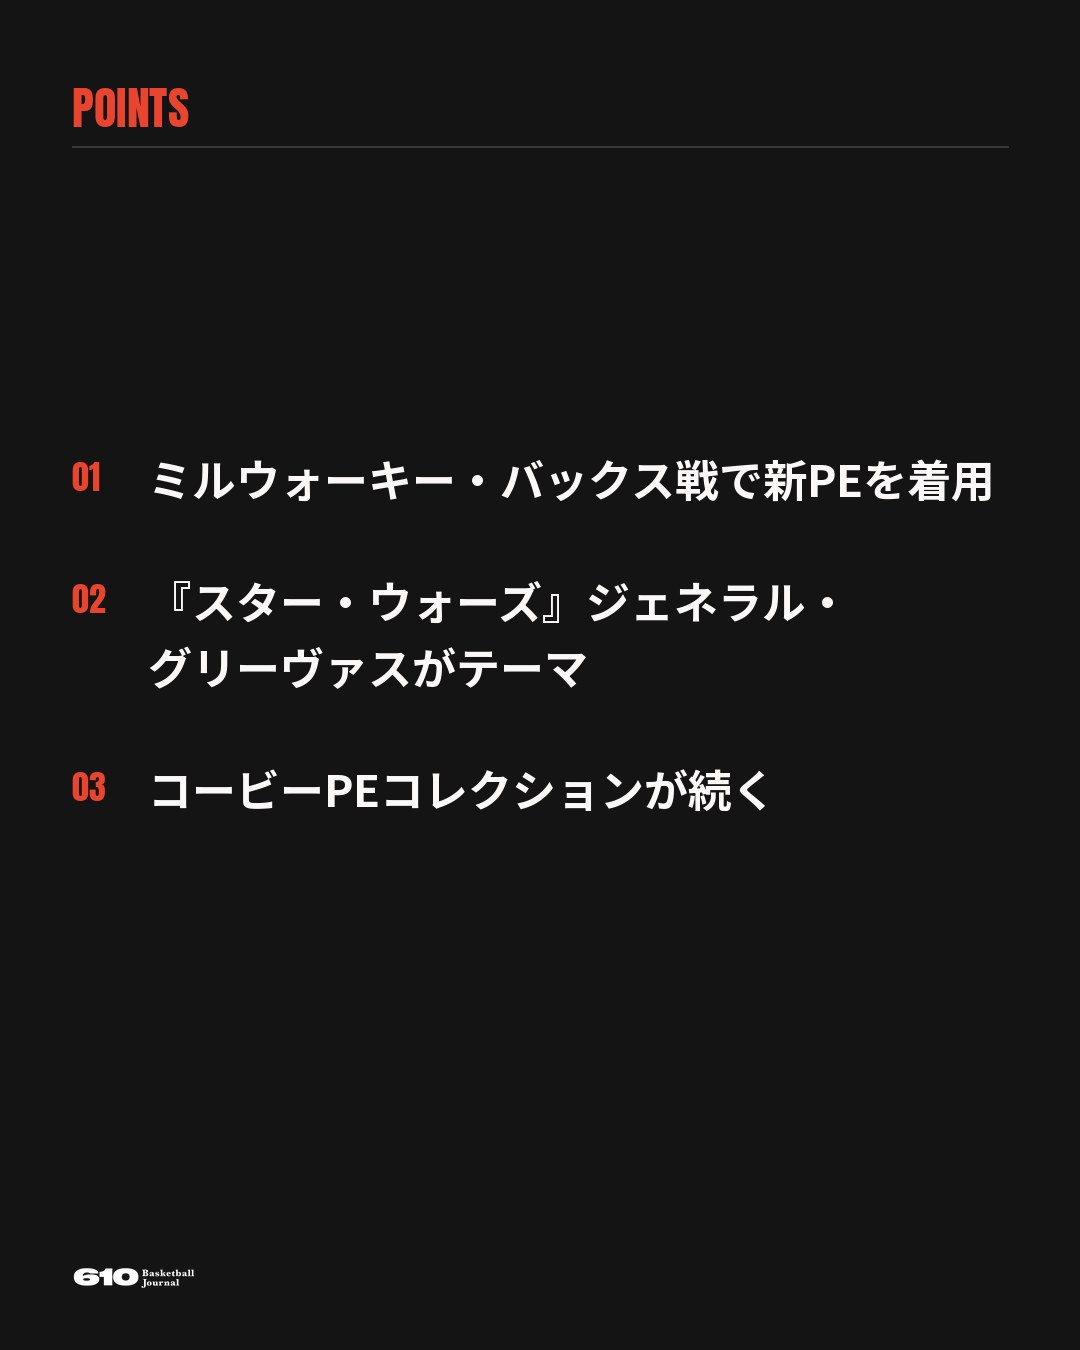 POINTS
01 ミルウォーキー・バックス戦で新PEを着用
02 『スター・ウォーズ』ジェネラル・
グリーヴァスがテーマ
03 コービーPEコレクションが続く
610 Basketball
Journal